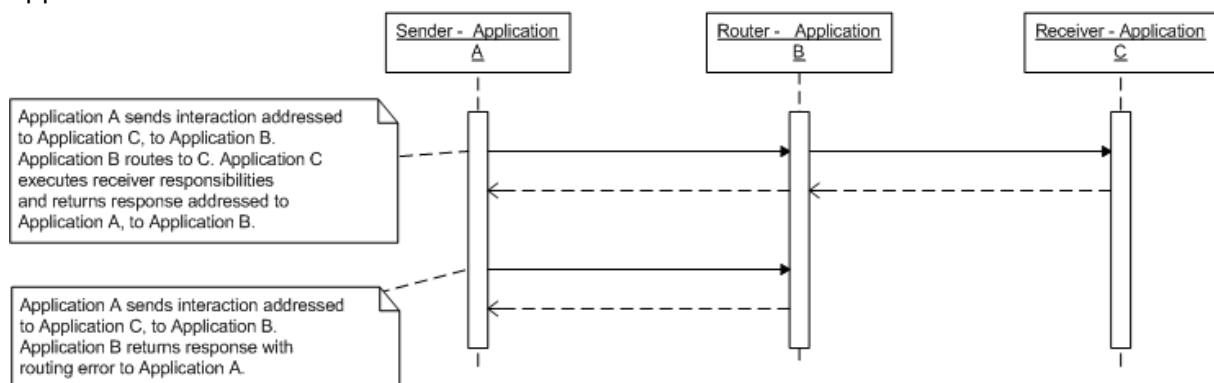 Sender - Application
A
Router - Application
B
Receiver - Application
C
Application A sends interaction addressed
to Application C, to Application B.
Application B routes to C. Application C
executes receiver responsibilities
and returns response addressed to
Application A, to Application B.
Application A sends interaction addressed
to Application C, to Application B.
Application B returns response with
routing error to Application A.